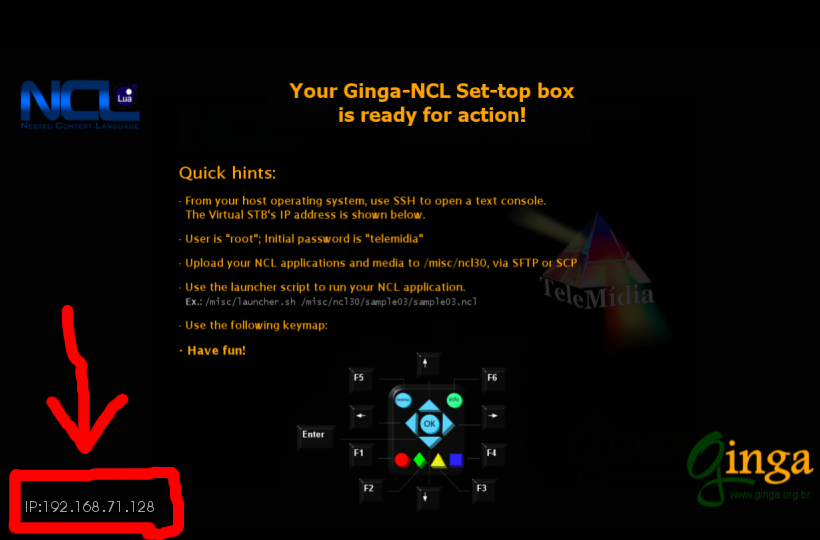 NCL
Lua
NESTED CONTEXT LANGUAGE
Your Ginga-NCL Set-top box
is ready for action!
Quick hints:
· From your host operating system, use SSH to open a text console.
The Virtual STB's IP address is shown below.
· User is "root"; Initial password is "telemidia"
· Upload your NCL applications and media to /misc/ncl30, via SFTP or SCP
· Use the launcher script to run your NCL application.
Ex.: /misc/launcher.sh /misc/ncl30/sample03/sample03.ncl
· Use the following keymap:
· Have fun!
TeleMídia
F5
F6
menu
info
OK
Enter
F1
F4
F2
F3
ginga
www.ginga.org.br
IP:192.168.71.128